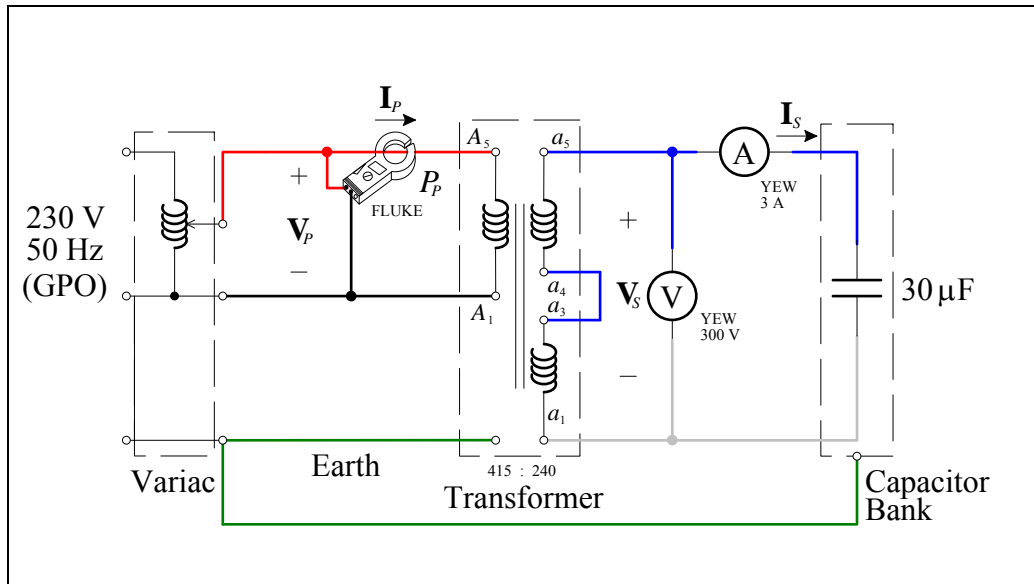 I_P
I_S
A_5
a_5
A
+
P_P
YEW
3 A
FLUKE
230 V
50 Hz
(GPO)
V_P
+
30 µF
−
a_4
V_S
V
A_1
a_3
YEW
300 V
−
a_1
Earth
415 : 240
Variac
Transformer
Capacitor
Bank